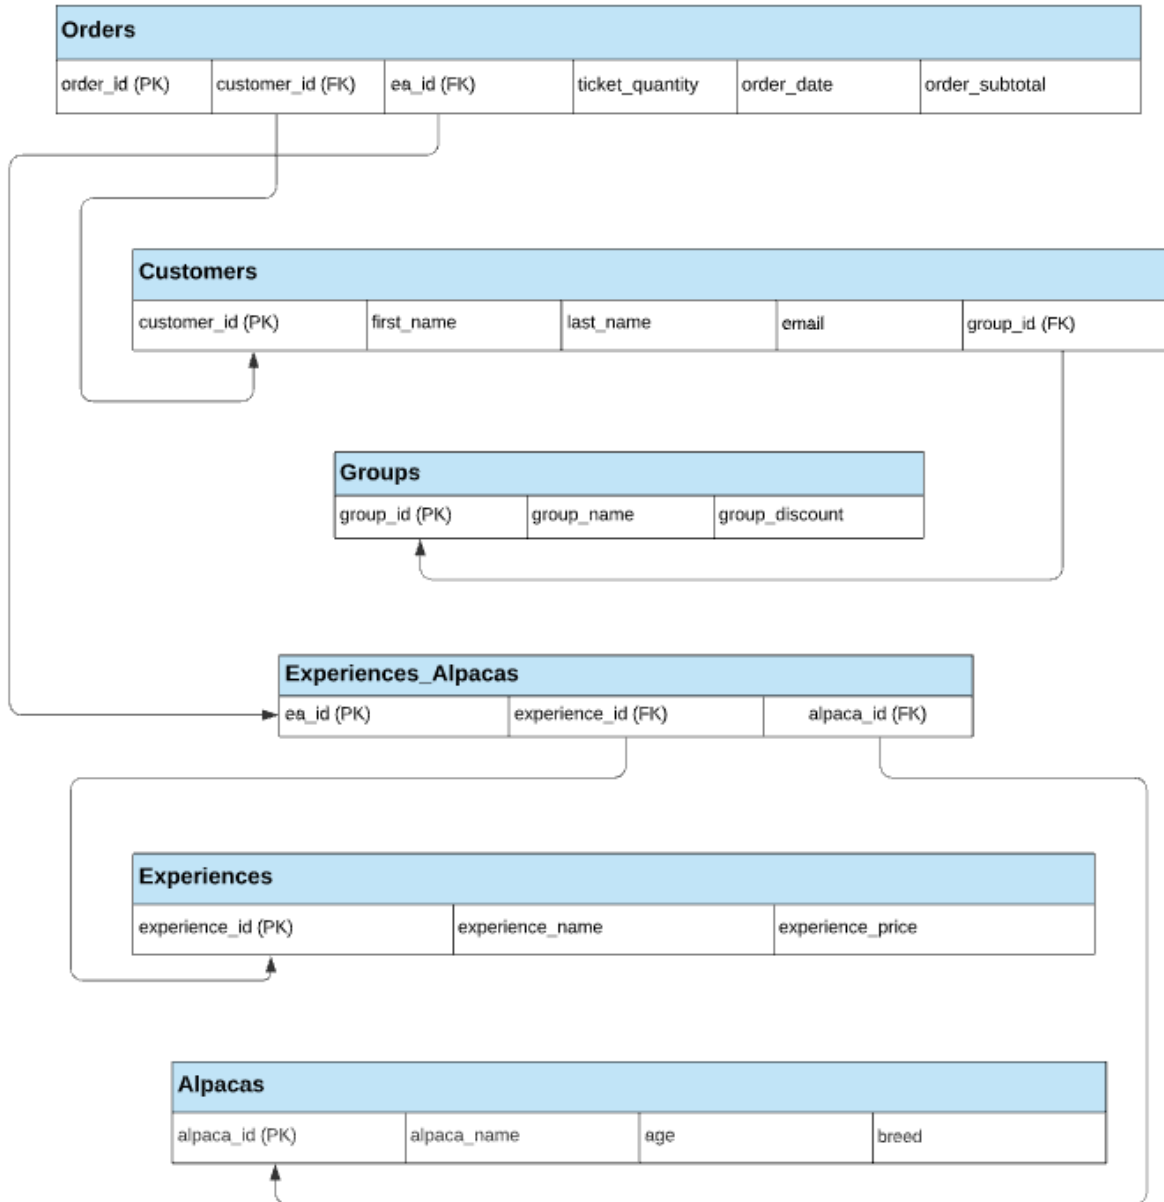 Orders
order_id (PK) customer_id (FK) ea_id (FK) ticket_quantity order_date order_subtotal
Customers
customer_id (PK) first_name last_name email group_id (FK)
Groups
group_id (PK) group_name group_discount
Experiences_Alpacas
ea_id (PK) experience_id (FK) alpaca_id (FK)
Experiences
experience_id (PK) experience_name experience_price
Alpacas
alpaca_id (PK) alpaca_name age breed